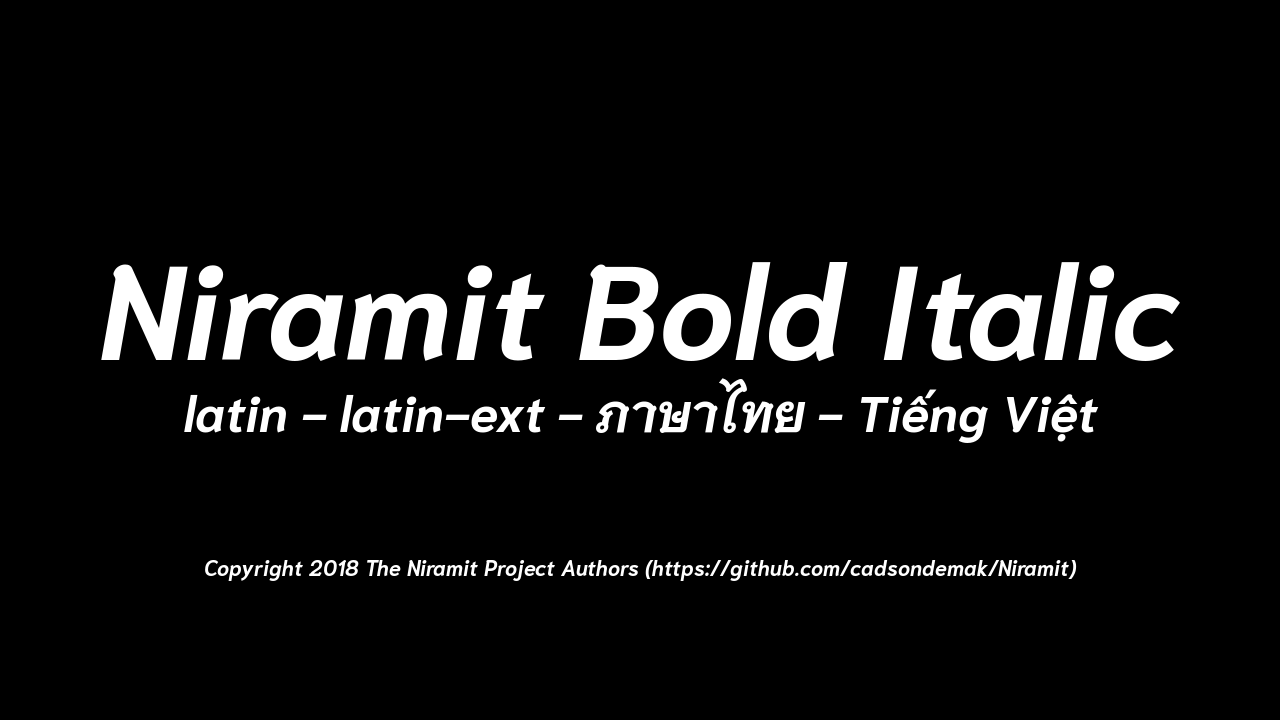 Niramit Bold Italic
latin - latin-ext - ภาษาไทย - Tiếng Việt
Copyright 2018 The Niramit Project Authors (https://github.com/cadsondemak/Niramit)